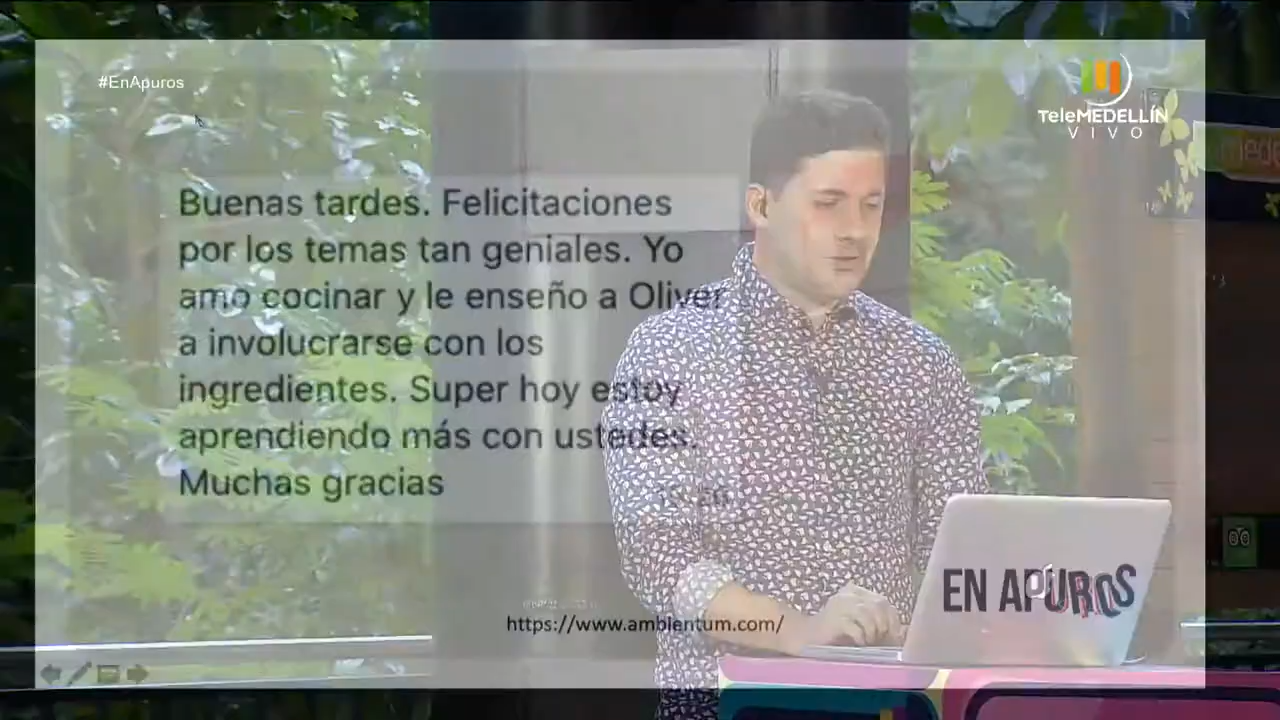 #EnApuros
TeleMEDELLÍN
VIVO
Buenas tardes. Felicitaciones
por los temas tan geniales. Yo
amo cocinar y le enseño a Oliver
a involucrarse con los
ingredientes. Super hoy estoy
aprendiendo más con ustedes.
Muchas gracias
EN APUROS
https://www.ambientum.com/